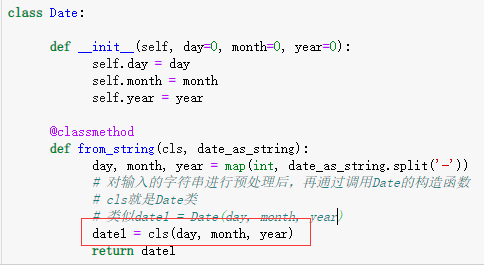 class Date:
def __init__(self, day=0, month=0, year=0):
self.day = day
self.month = month
self.year = year
@classmethod
def from_string(cls, date_as_string):
day, month, year = map(int, date_as_string.split('-'))
# 对输入的字符串进行预处理后，再通过调用Date的构造函数
# cls就是Date类
# 类似date1 = Date(day, month, year)
date1 = cls(day, month, year)
return date1